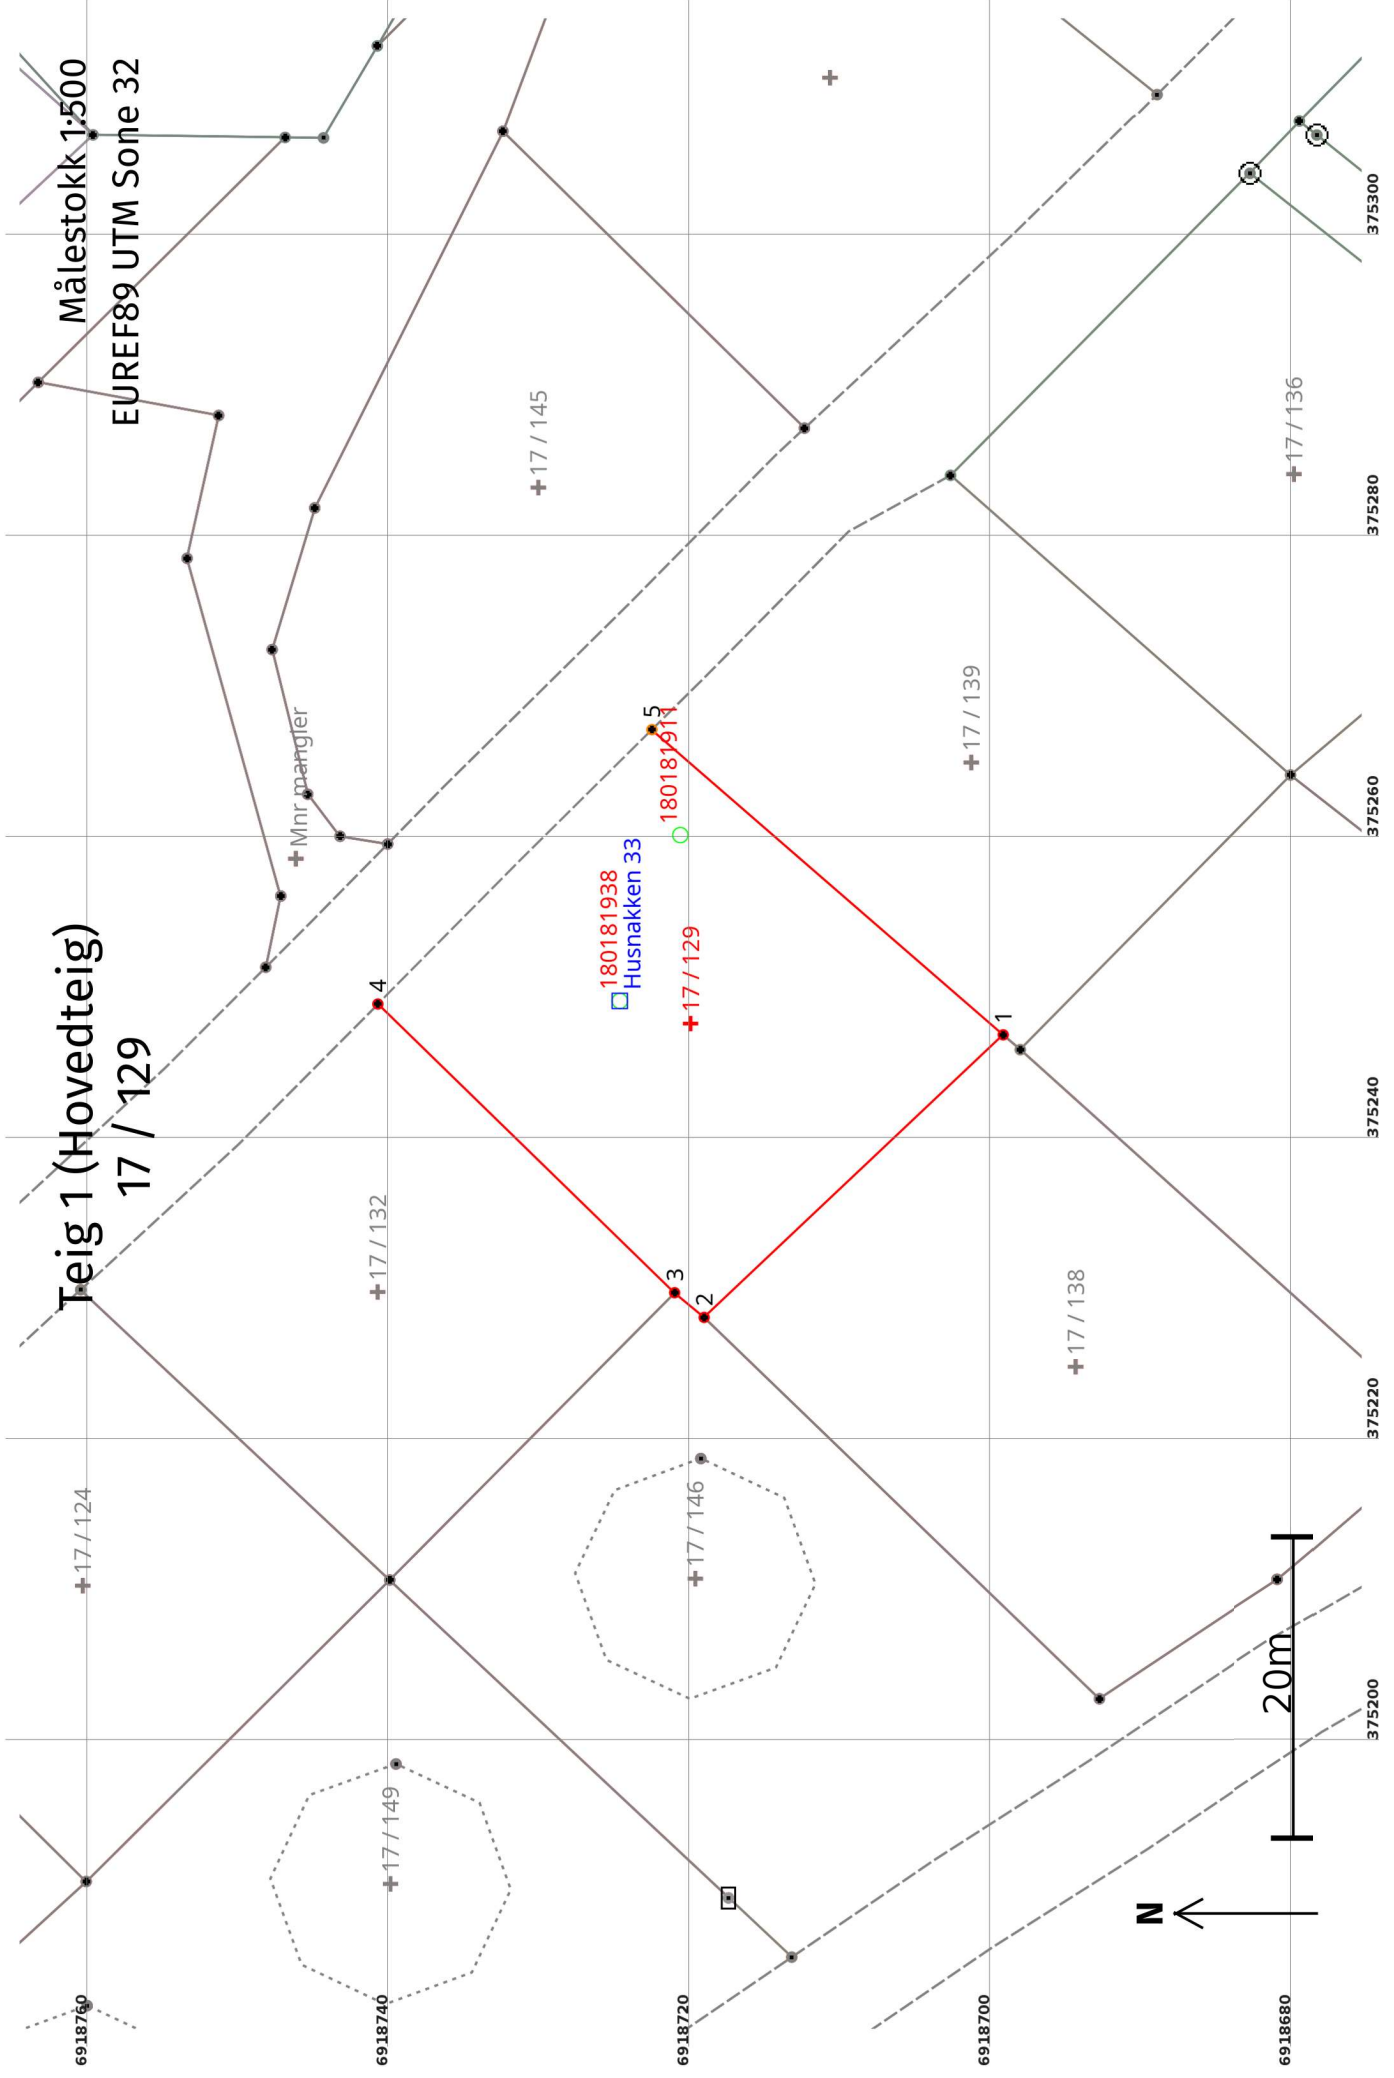 Teig 1 (Hovedteig)
17 / 129
Målestokk 1:500
EUREF89 UTM Sone 32
17 / 124
17 / 132
Mnr mangler
17 / 145
4
180181938
Husnakken 33
5
180181911
17 / 129
3
2
1
17 / 149
17 / 146
17 / 138
17 / 139
17 / 136
20m
N
6918760
6918740
6918720
6918700
6918680
375200
375220
375240
375260
375280
375300